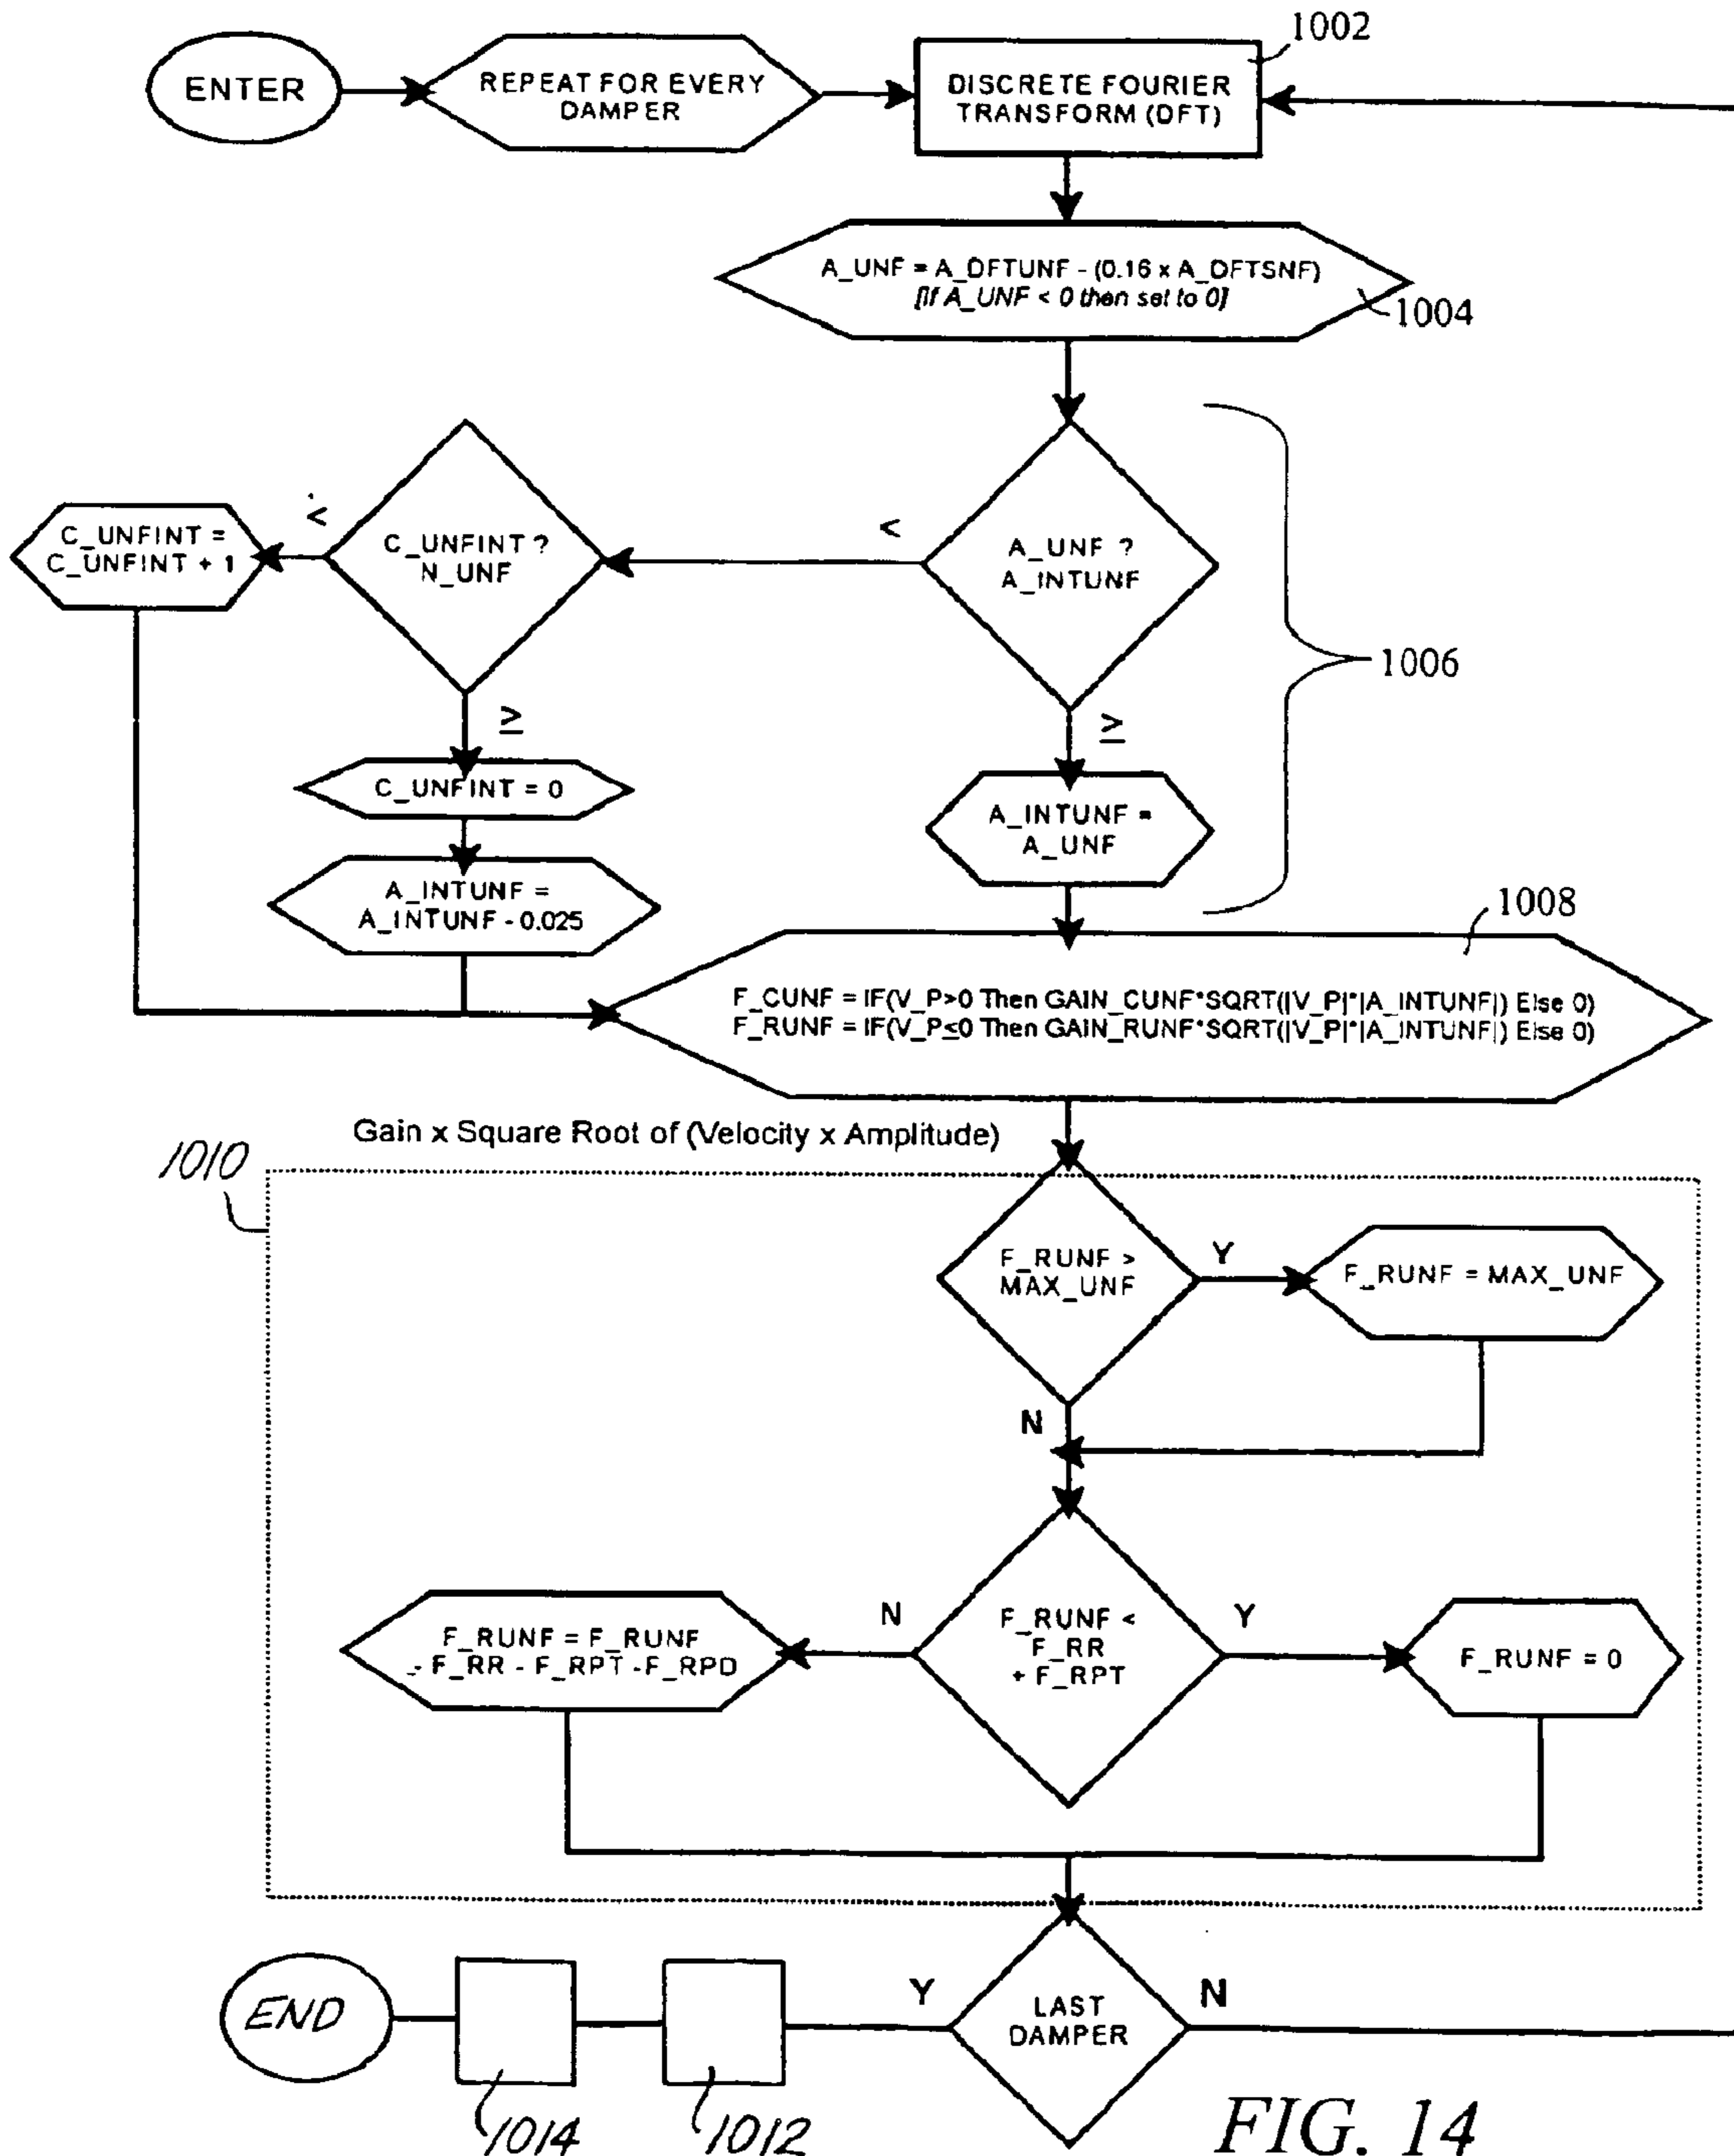 1002
ENTER
REPEAT FOR EVERY
DAMPER
DISCRETE FOURIER
TRANSFORM (DFT)
A_UNF = A_DFTUNF - (0.16 x A_DFTSNF)
[If A_UNF < 0 then set to 0]
1004
<
C_UNFINT =
C_UNFINT + 1
C_UNFINT ?
N_UNF
<
A_UNF ?
A_INTUNF
1006
≥
≥
C_UNFINT = 0
A_INTUNF =
A_UNF
A_INTUNF =
A_INTUNF - 0.025
1008
F_CUNF = IF(V_P>0 Then GAIN_CUNF*SQRT(|V_P|*|A_INTUNF|) Else 0)
F_RUNF = IF(V_P≤0 Then GAIN_RUNF*SQRT(|V_P|*|A_INTUNF|) Else 0)
Gain x Square Root of (Velocity x Amplitude)
1010
F_RUNF >
MAX_UNF
Y
F_RUNF = MAX_UNF
N
N
F_RUNF = F_RUNF
- F_RR - F_RPT -F_RPD
F_RUNF <
F_RR
+ F_RPT
Y
F_RUNF = 0
END
Y
LAST
DAMPER
N
1014
1012
FIG. 14